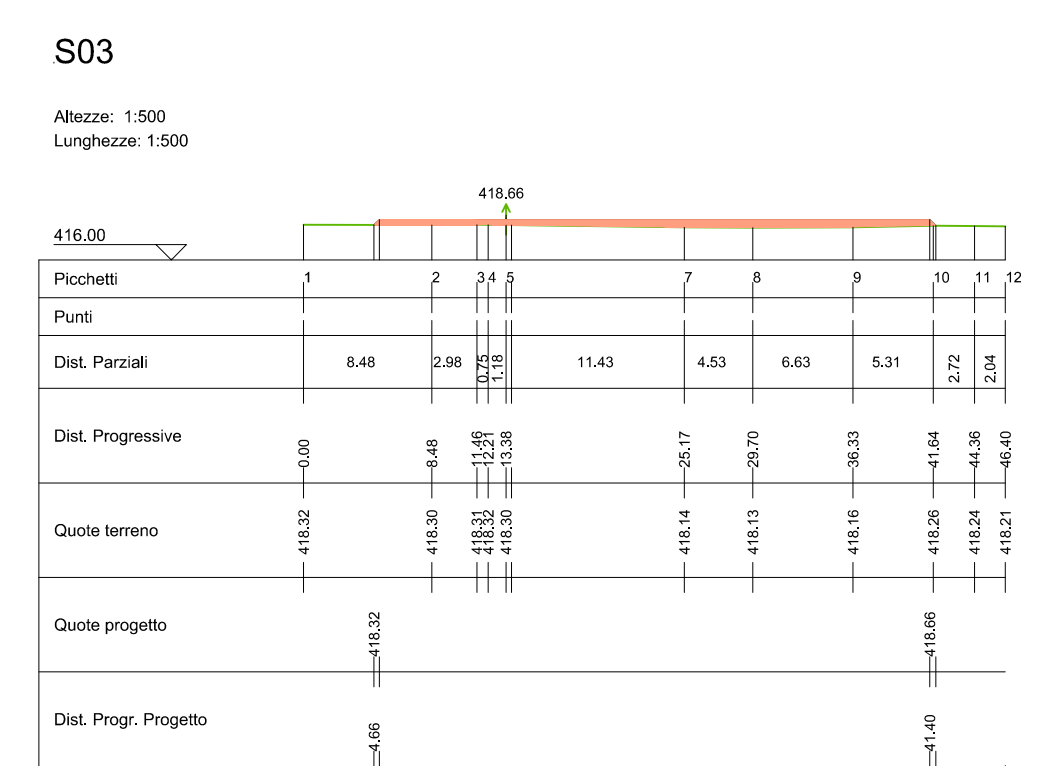 S03
Altezze: 1:500
Lunghezze: 1:500
418.66
416.00
Picchetti 1 2 3 4 5 7 8 9 10 11 12
Punti
Dist. Parziali 8.48 2.98 0.75 1.18 11.43 4.53 6.63 5.31 2.72 2.04
Dist. Progressive 0.00 8.48 11.46 12.21 13.38 25.17 29.70 36.33 41.64 44.36 46.40
Quote terreno 418.32 418.30 418.31 418.32 418.30 418.14 418.13 418.16 418.26 418.24 418.21
Quote progetto 418.32 418.66
Dist. Progr. Progetto 4.66 41.40